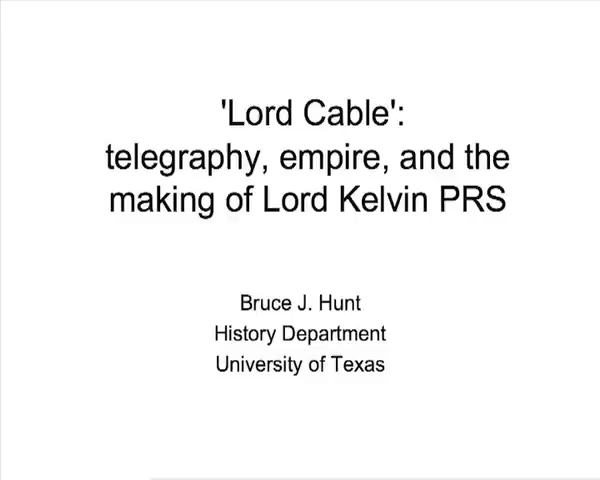 'Lord Cable':
telegraphy, empire, and the
making of Lord Kelvin PRS
Bruce J. Hunt
History Department
University of Texas